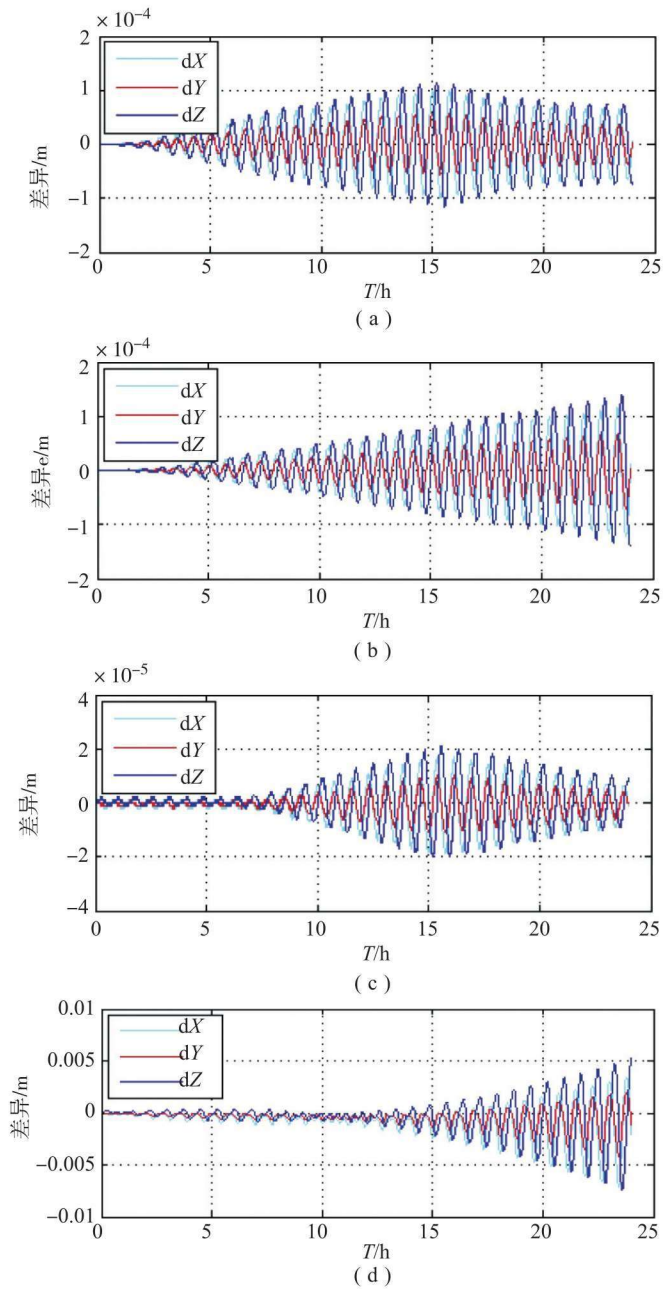 × 10⁻⁴
2
1
0
−1
−2
差异/m
dX
dY
dZ
0 5 10 15 20 25
T/h
( a )
× 10⁻⁴
2
1
0
−1
−2
差异e/m
dX
dY
dZ
0 5 10 15 20 25
T/h
( b )
× 10⁻⁵
4
2
0
−2
−4
差异/m
dX
dY
dZ
0 5 10 15 20 25
T/h
( c )
0.01
0.005
0
−0.005
−0.01
差异/m
dX
dY
dZ
0 5 10 15 20 25
T/h
( d )